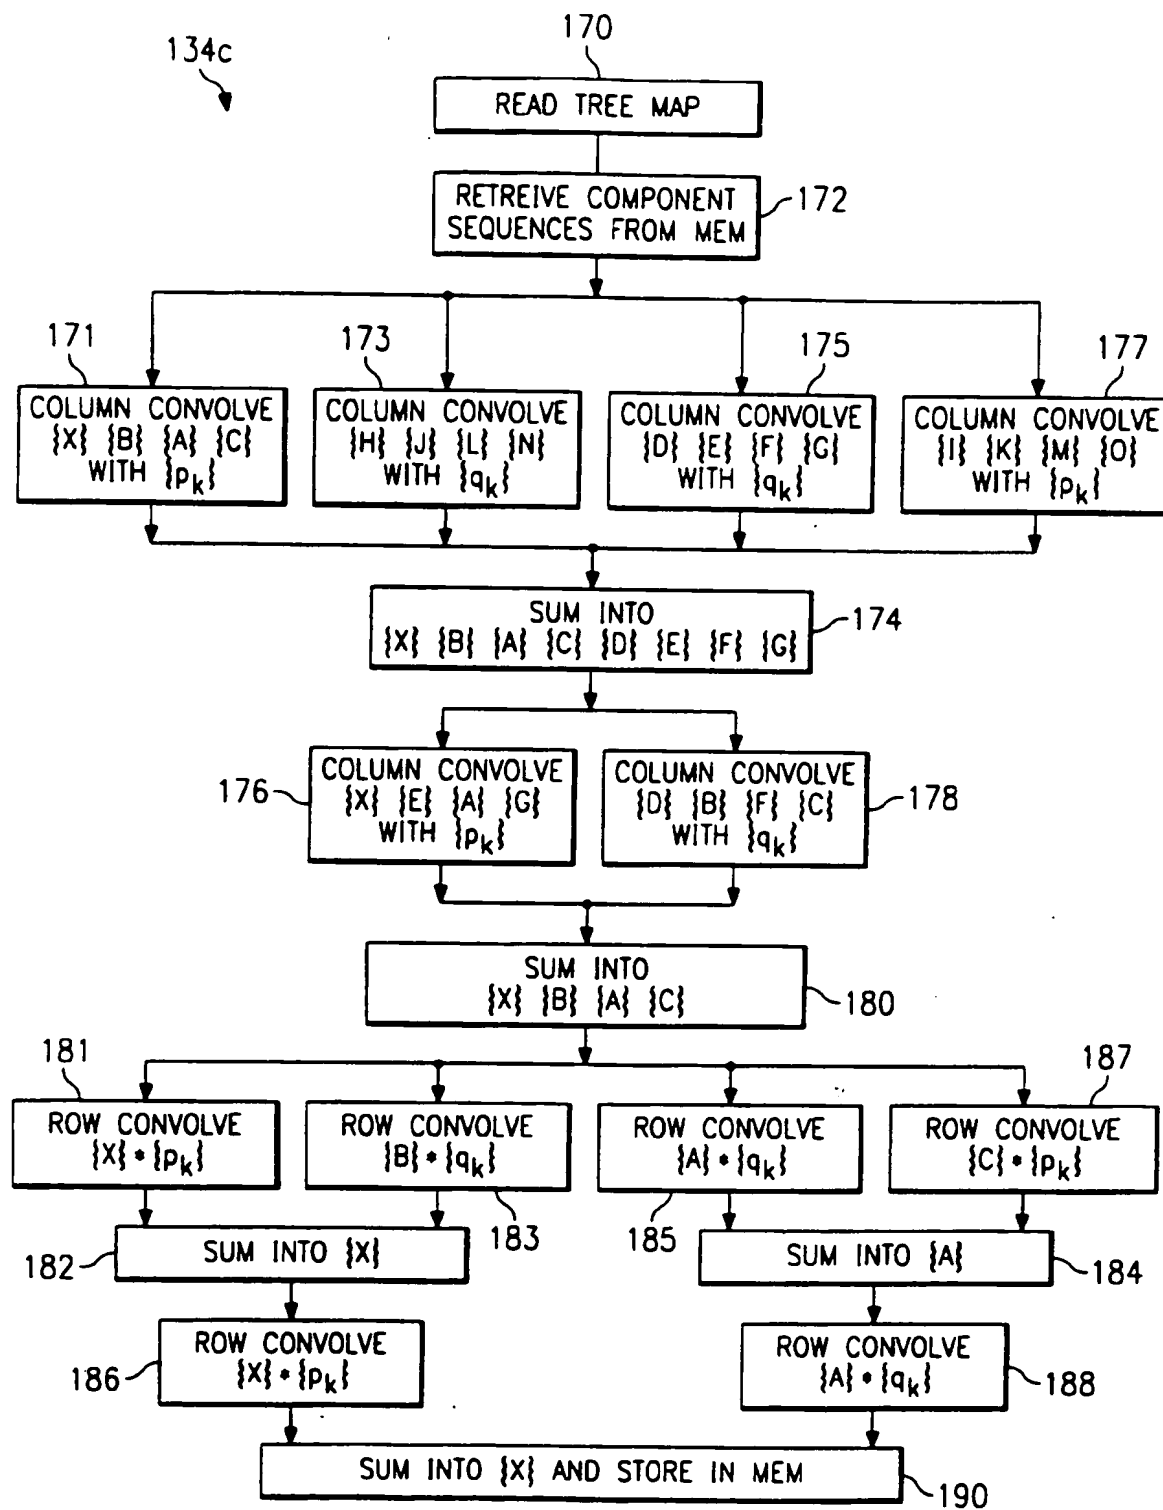 134c
170
READ TREE MAP
RETREIVE COMPONENT
SEQUENCES FROM MEM
172
171
COLUMN CONVOLVE
{X} {B} {A} {C}
WITH {pk}
173
COLUMN CONVOLVE
{H} {J} {L} {N}
WITH {qk}
175
COLUMN CONVOLVE
{D} {E} {F} {G}
WITH {qk}
177
COLUMN CONVOLVE
{I} {K} {M} {O}
WITH {pk}
SUM INTO
{X} {B} {A} {C} {D} {E} {F} {G}
174
176
COLUMN CONVOLVE
{X} {E} {A} {G}
WITH {pk}
COLUMN CONVOLVE
{D} {B} {F} {C}
WITH {qk}
178
SUM INTO
{X} {B} {A} {C}
180
181
ROW CONVOLVE
{X} * {pk}
ROW CONVOLVE
{B} * {qk}
183
ROW CONVOLVE
{A} * {qk}
185
187
ROW CONVOLVE
{C} * {pk}
182
SUM INTO {X}
SUM INTO {A}
184
186
ROW CONVOLVE
{X} * {pk}
ROW CONVOLVE
{A} * {qk}
188
SUM INTO {X} AND STORE IN MEM
190